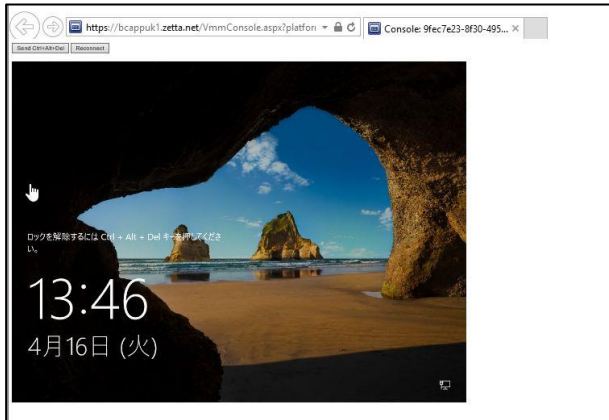 https://bcappuk1.zetta.net/VmmConsole.aspx?platforn
Console: 9fec7e23-8f30-495...
Send Ctrl+Alt+Del
Reconnect
ロックを解除するには Ctrl + Alt + Del キーを押してくださ
い。
13:46
4月16日 (火)